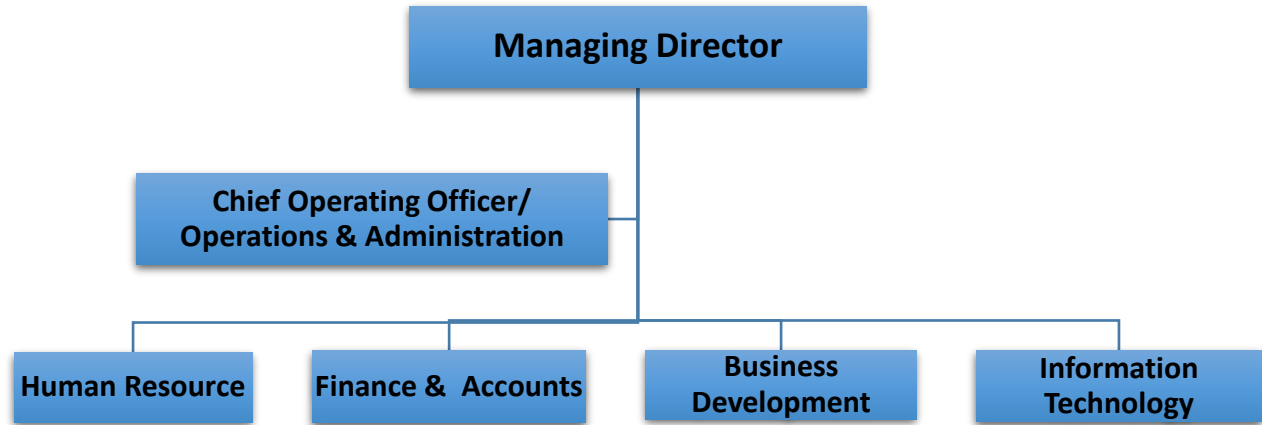 Managing Director
Chief Operating Officer/
Operations & Administration
Human Resource
Finance & Accounts
Business
Development
Information
Technology